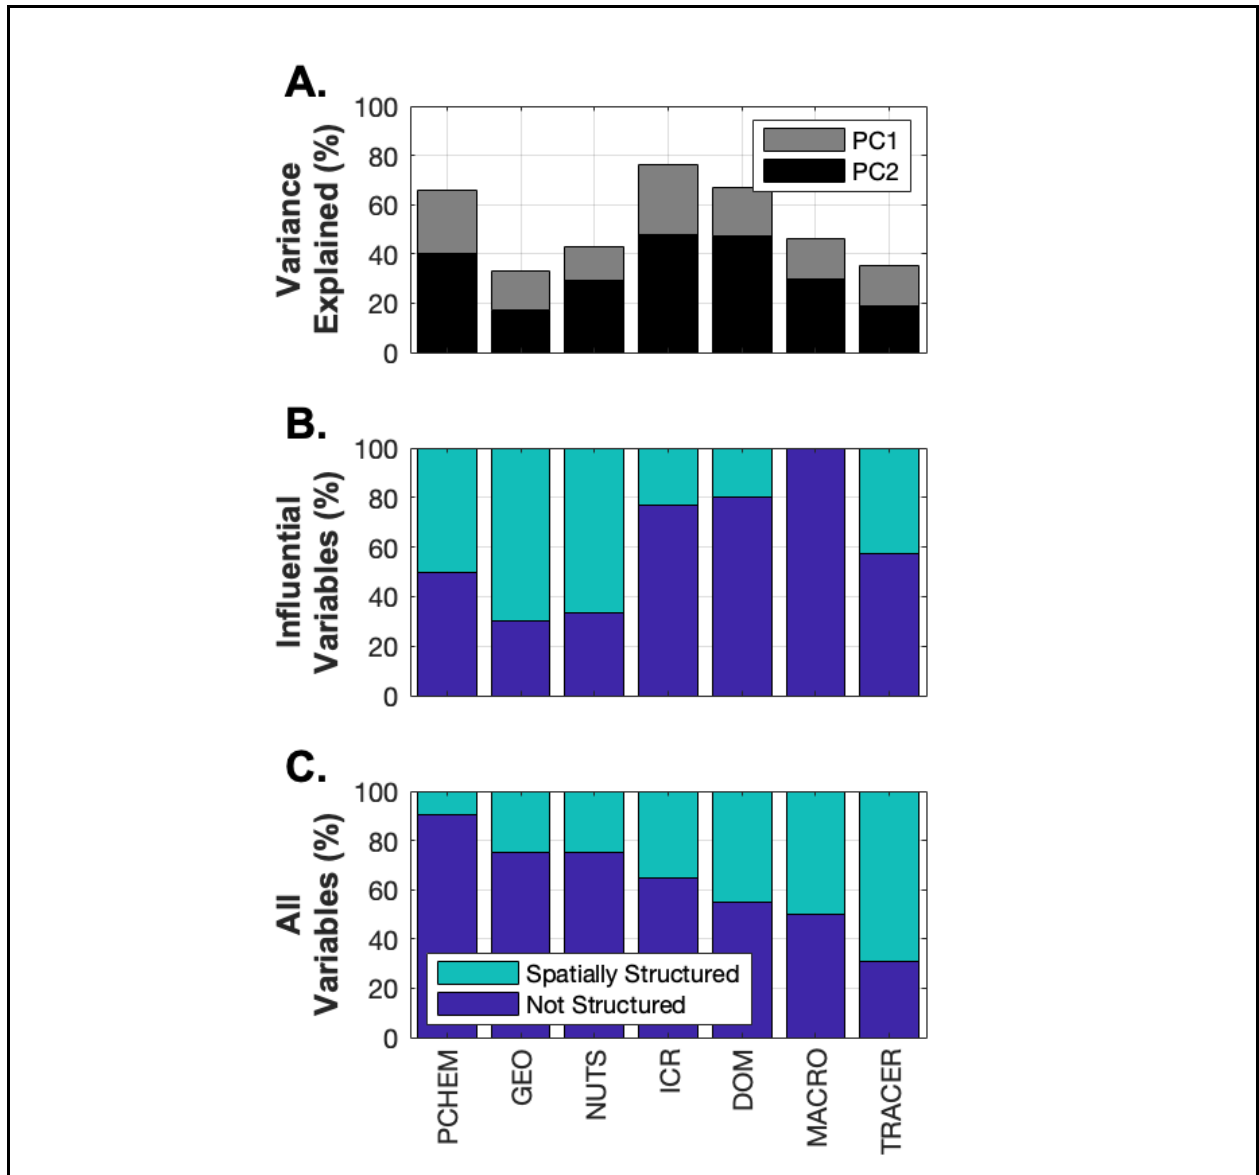 A.
Variance
Explained (%)
100
80
60
40
20
0
PC1
PC2
B.
Influential
Variables (%)
100
80
60
40
20
0
C.
All
Variables (%)
100
80
60
40
20
0
Spatially Structured
Not Structured
PCHEM
GEO
NUTS
ICR
DOM
MACRO
TRACER